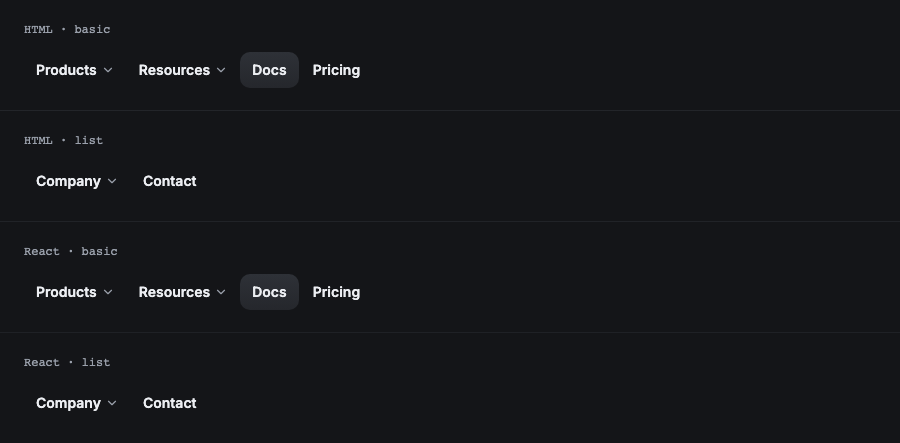 HTML · basic
Products Resources Docs Pricing
HTML · list
Company Contact
React · basic
Products Resources Docs Pricing
React · list
Company Contact